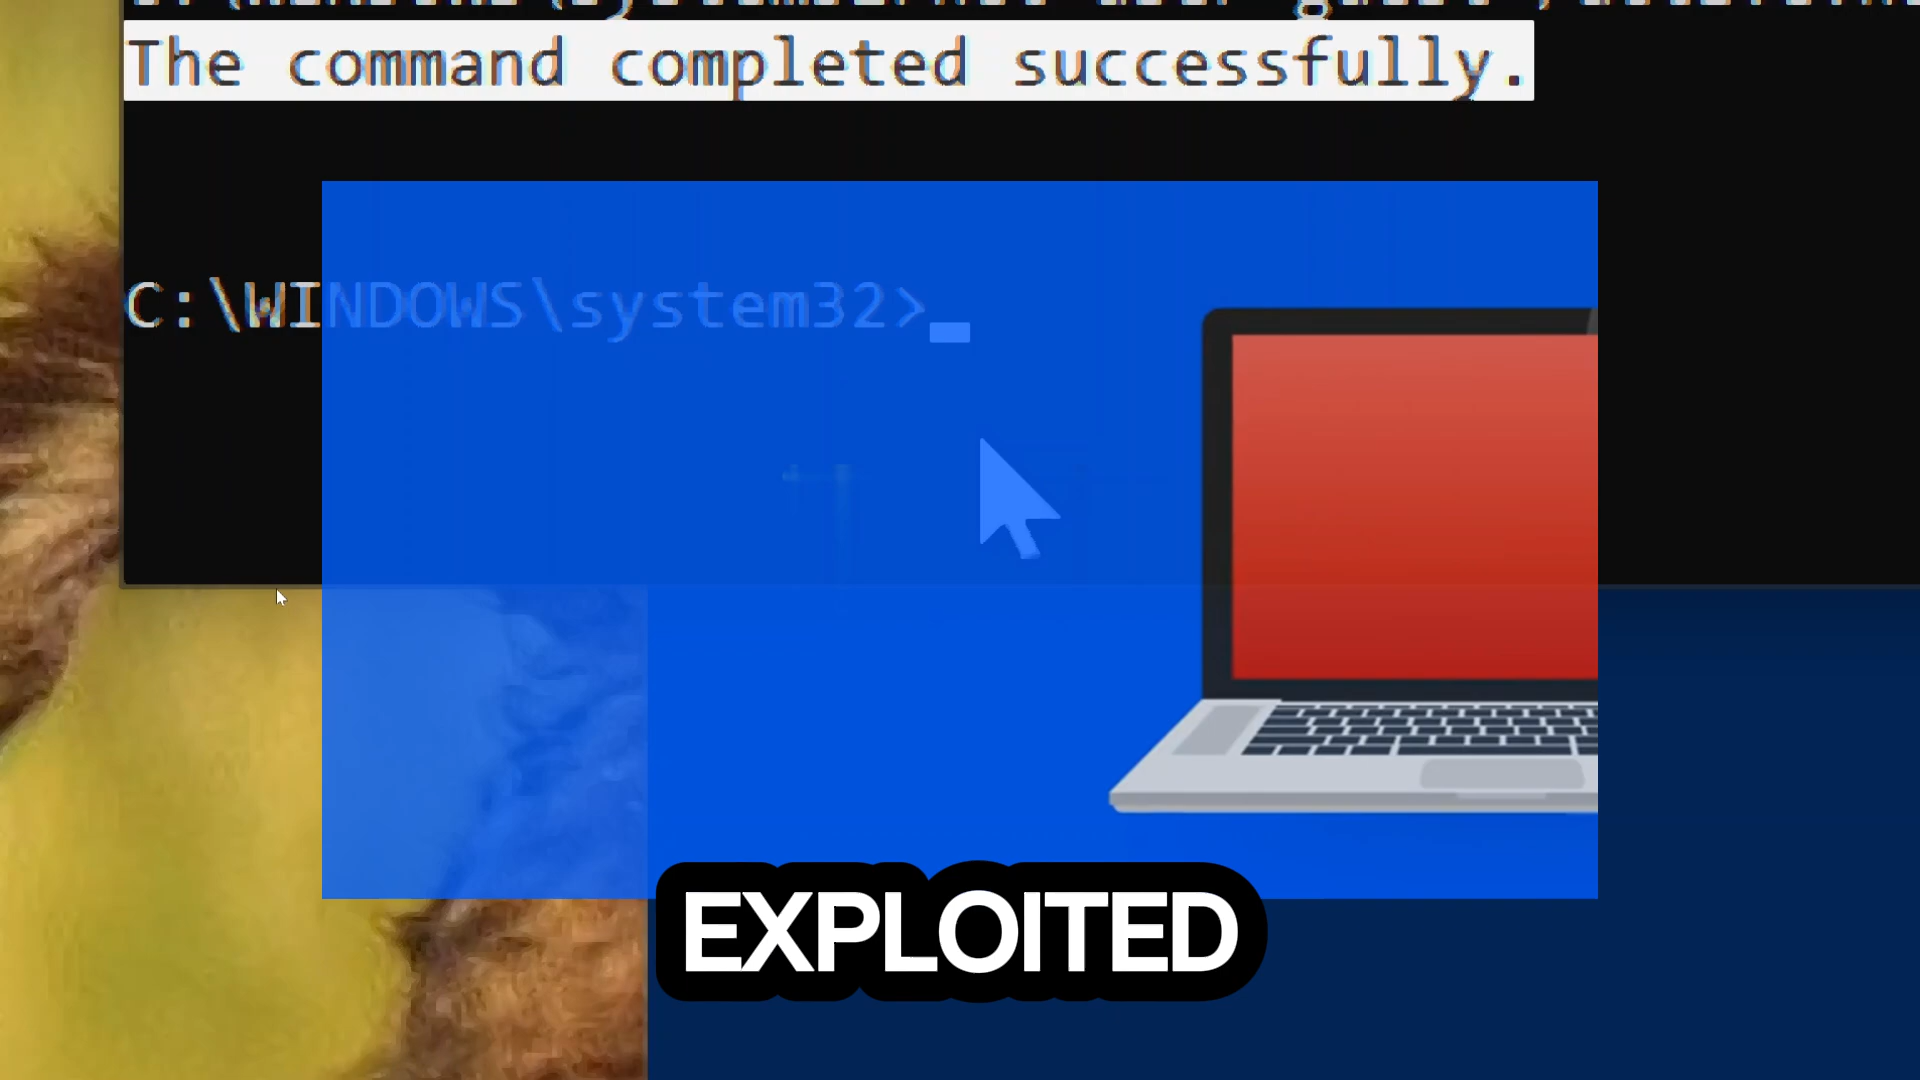 The command completed successfully.
C:\WINDOWS\system32>
EXPLOITED